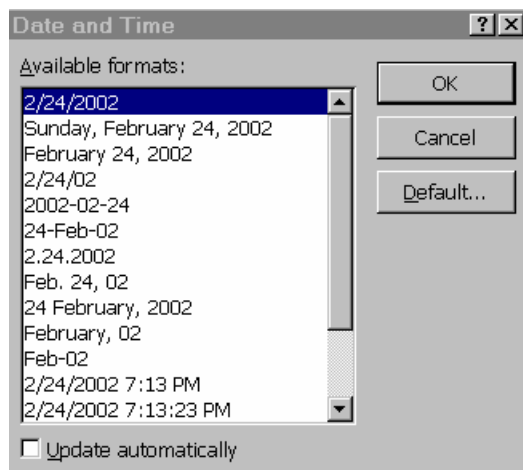 Date and Time
Available formats:
2/24/2002
Sunday, February 24, 2002
February 24, 2002
2/24/02
2002-02-24
24-Feb-02
2.24.2002
Feb. 24, 02
24 February, 2002
February, 02
Feb-02
2/24/2002 7:13 PM
2/24/2002 7:13:23 PM
OK
Cancel
Default...
Update automatically